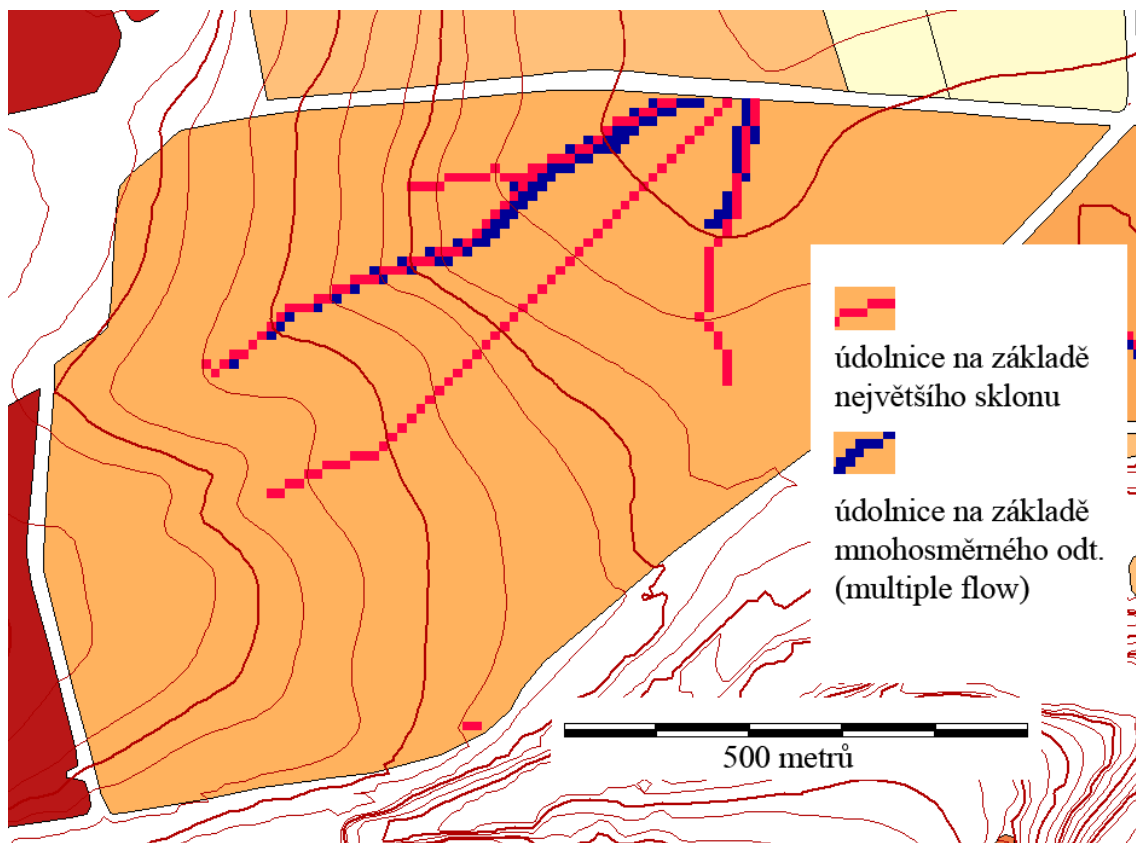 údolnice na základě
největšího sklonu
údolnice na základě
mnohosměrného odt.
(multiple flow)
500 metrů